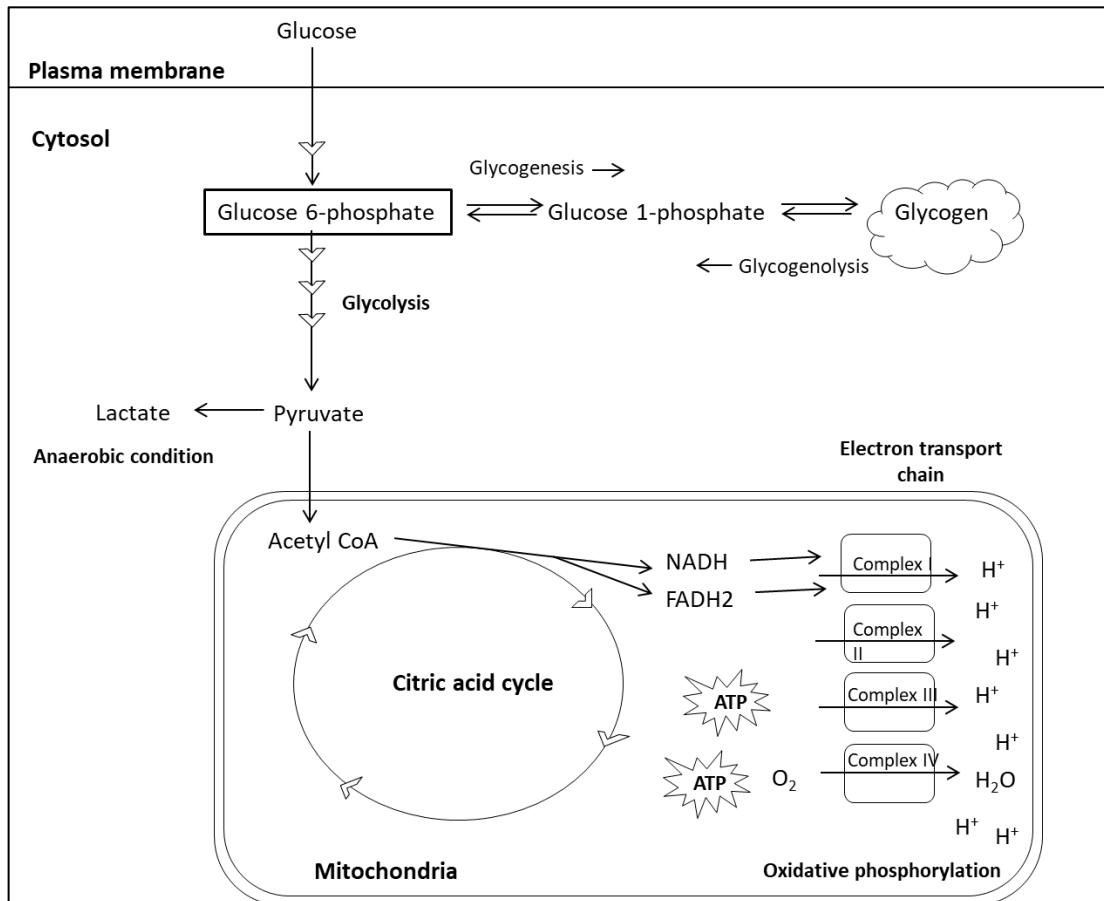 Glucose
Plasma membrane
Cytosol
Glycogenesis
Glucose 6-phosphate
Glucose 1-phosphate
Glycogen
Glycogenolysis
Glycolysis
Lactate
Pyruvate
Anaerobic condition
Electron transport
chain
Acetyl CoA
NADH
FADH2
Complex I
H⁺
H⁺
Complex
II
H⁺
Citric acid cycle
ATP
Complex III
H⁺
H⁺
ATP
O₂
Complex IV
H₂O
H⁺
H⁺
Mitochondria
Oxidative phosphorylation